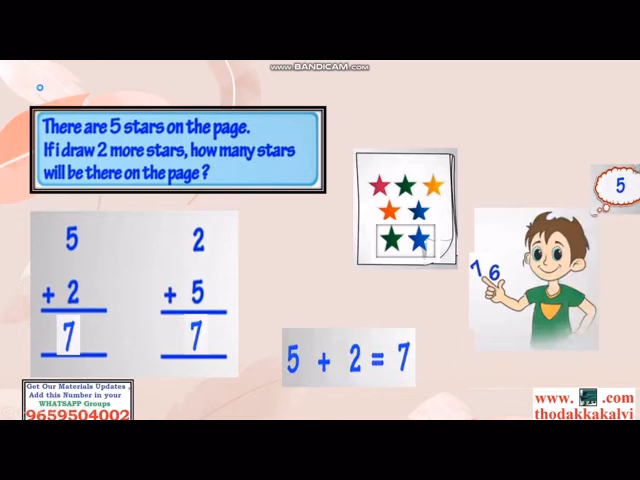 www.BANDICAM.COM
There are 5 stars on the page.
If i draw 2 more stars, how many stars
will be there on the page ?
5
5
+ 2
7
2
+ 5
7
7 6
5 + 2 = 7
Get Our Materials Updates
Add this Number in your
WHATSAPP Groups
9659504002
www. .com
thodakkakalvi